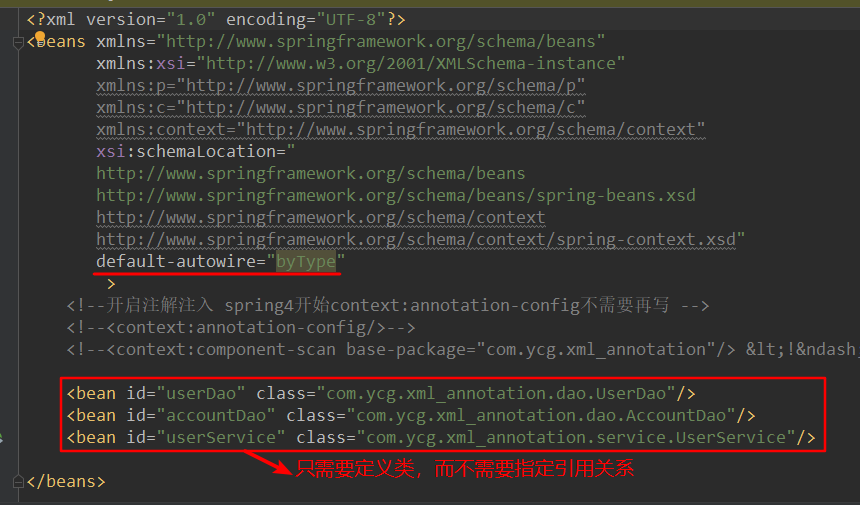 <?xml version="1.0" encoding="UTF-8"?>
<beans xmlns="http://www.springframework.org/schema/beans"
xmlns:xsi="http://www.w3.org/2001/XMLSchema-instance"
xmlns:p="http://www.springframework.org/schema/p"
xmlns:c="http://www.springframework.org/schema/c"
xmlns:context="http://www.springframework.org/schema/context"
xsi:schemaLocation="
http://www.springframework.org/schema/beans
http://www.springframework.org/schema/beans/spring-beans.xsd
http://www.springframework.org/schema/context
http://www.springframework.org/schema/context/spring-context.xsd"
default-autowire="byType"
>
<!--开启注解注入 spring4开始context:annotation-config不需要再写 -->
<!--<context:annotation-config/>-->
<!--<context:component-scan base-package="com.ycg.xml_annotation"/> &lt;!&ndash;
<bean id="userDao" class="com.ycg.xml_annotation.dao.UserDao"/>
<bean id="accountDao" class="com.ycg.xml_annotation.dao.AccountDao"/>
<bean id="userService" class="com.ycg.xml_annotation.service.UserService"/>
只需要定义类，而不需要指定引用关系
</beans>